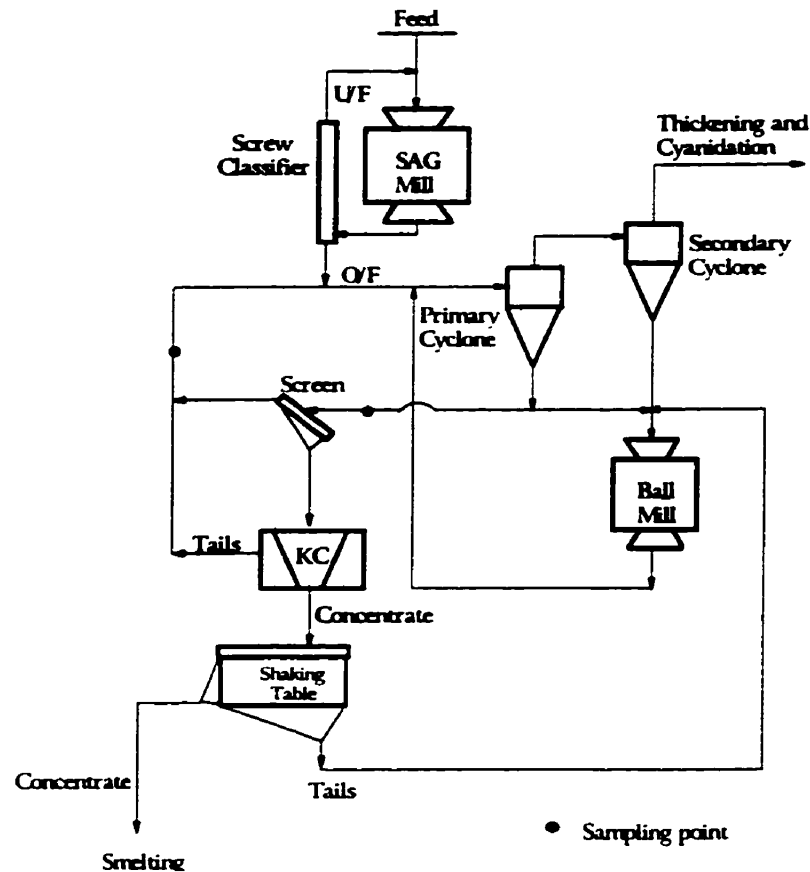 Feed
U/F
Screw
Classifier
SAG
Mill
Thickening and
Cyanidation
Secondary
Cyclone
O/F
Primary
Cyclone
Screen
Ball
Mill
Tails
KC
Concentrate
Shaking
Table
Concentrate
Tails
Sampling point
Smelting